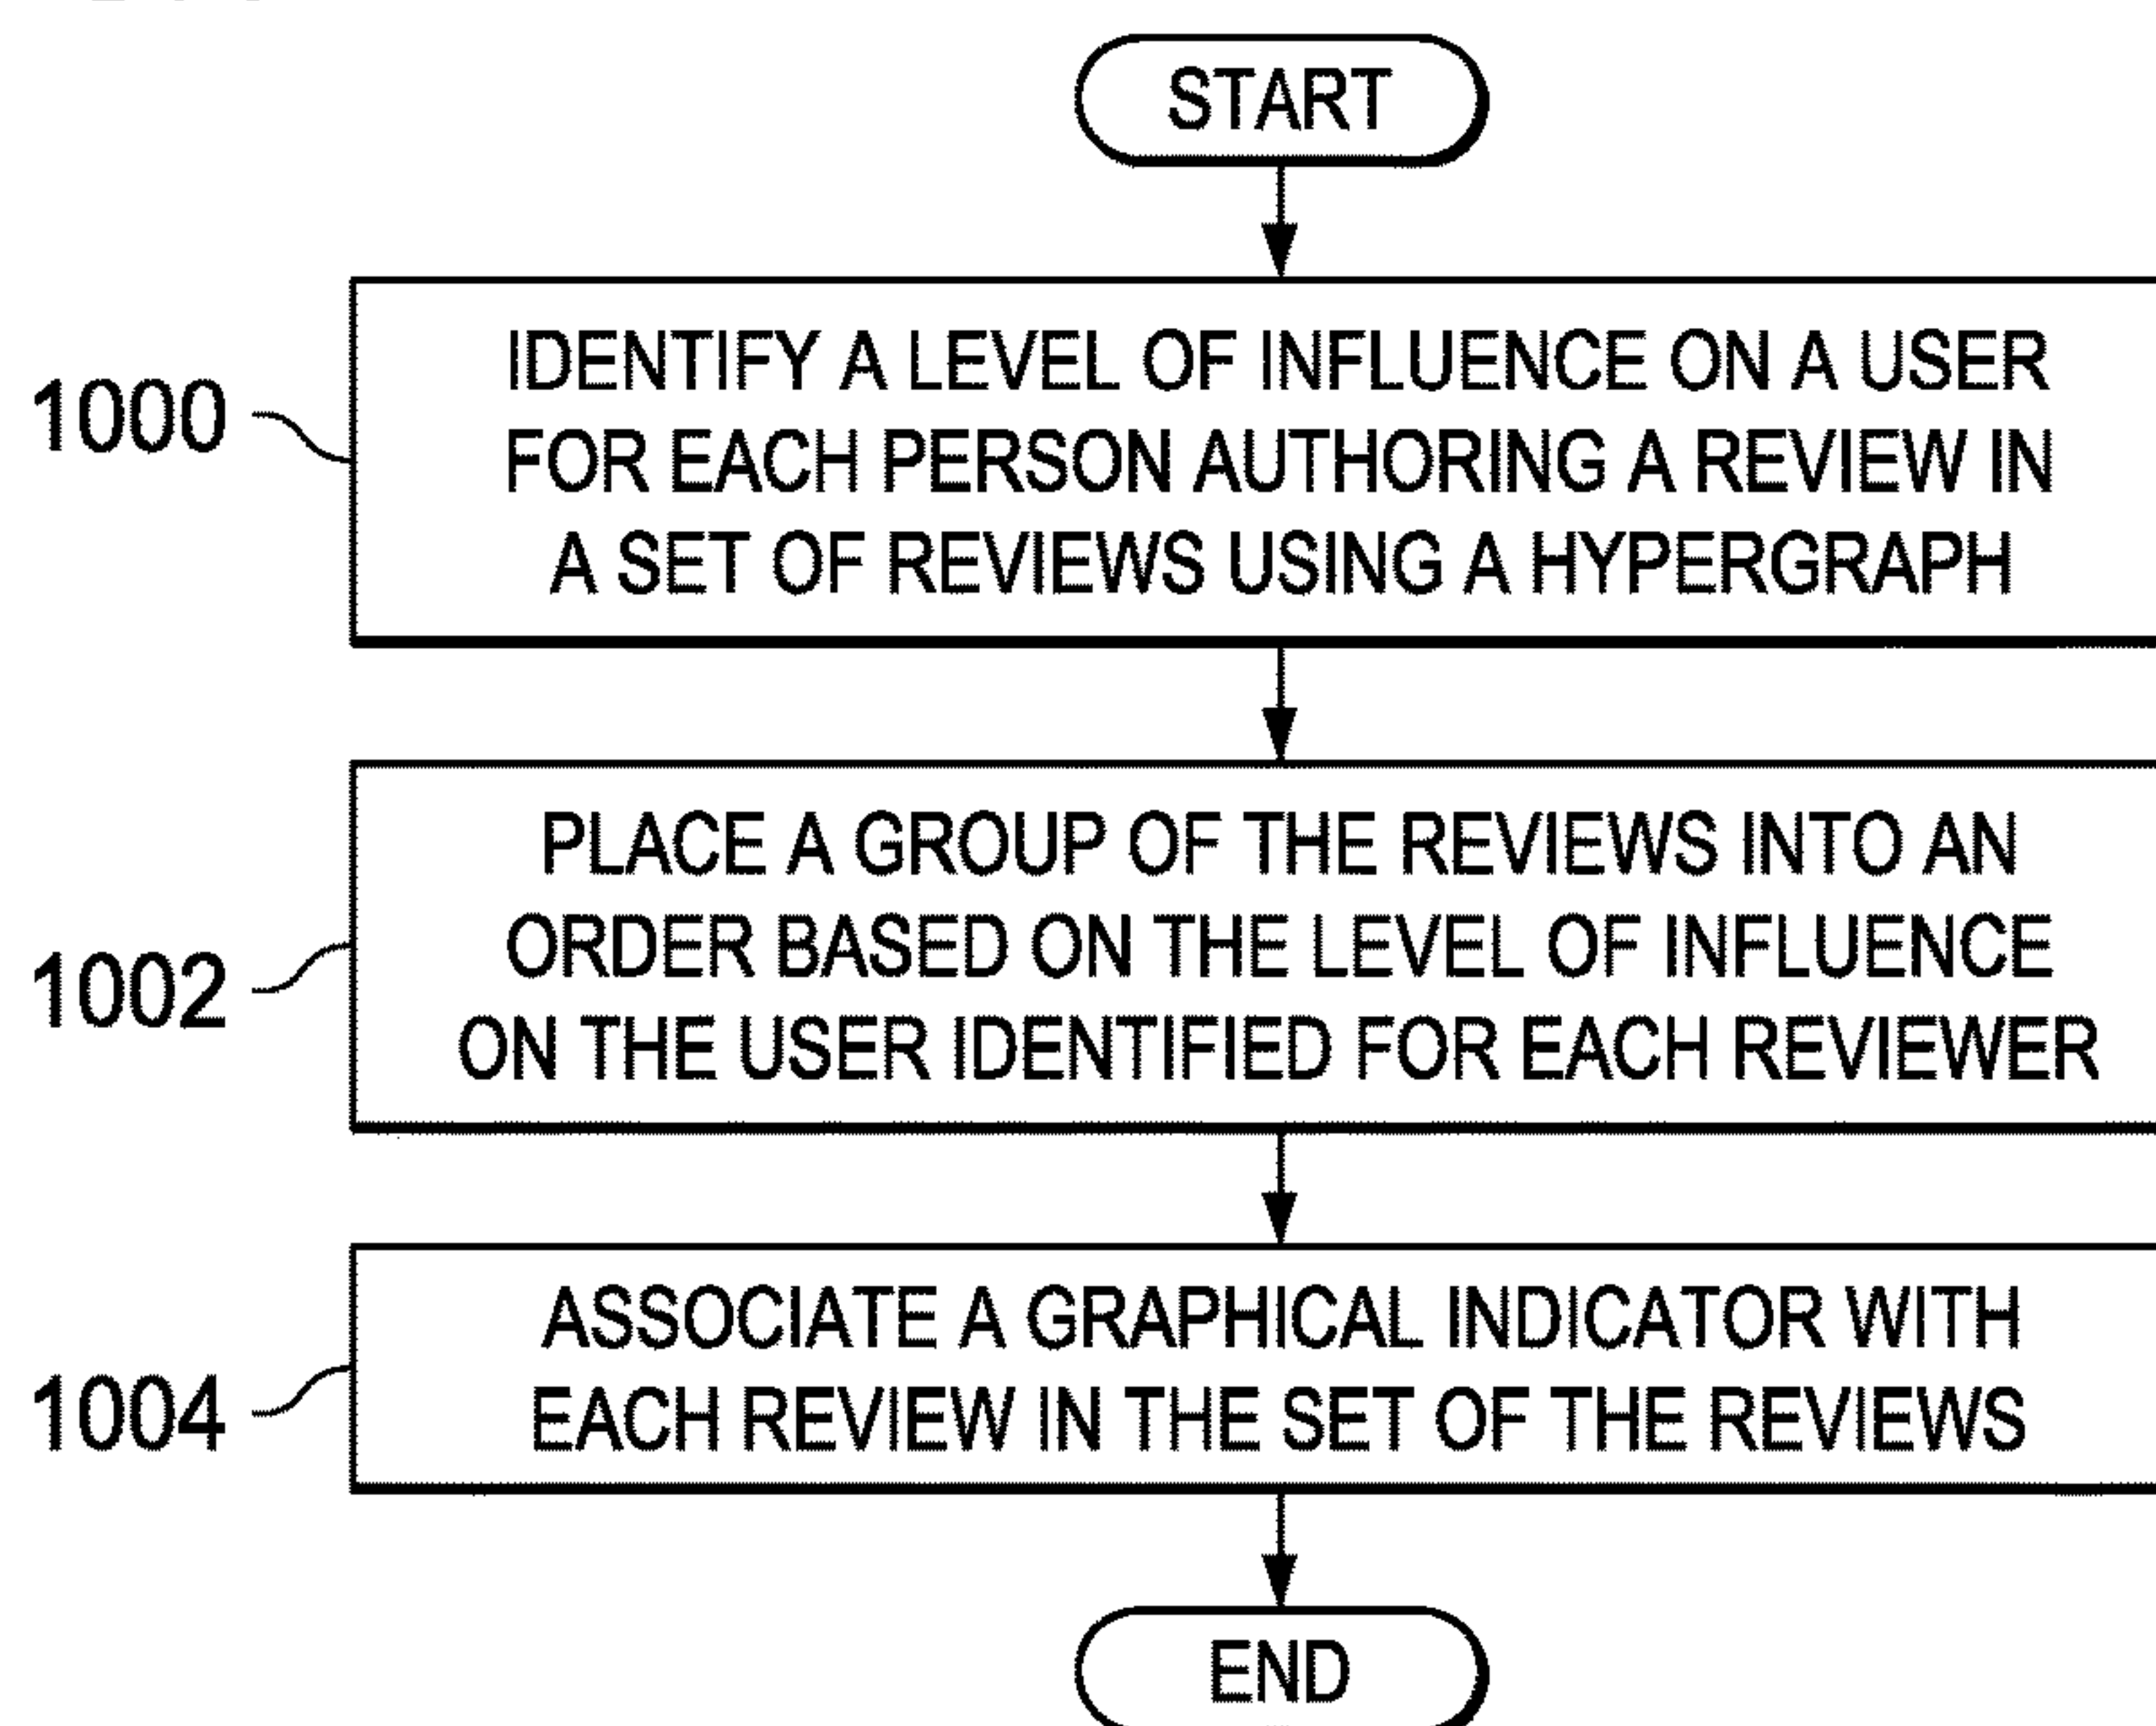 START
1000
IDENTIFY A LEVEL OF INFLUENCE ON A USER
FOR EACH PERSON AUTHORING A REVIEW IN
A SET OF REVIEWS USING A HYPERGRAPH
1002
PLACE A GROUP OF THE REVIEWS INTO AN
ORDER BASED ON THE LEVEL OF INFLUENCE
ON THE USER IDENTIFIED FOR EACH REVIEWER
1004
ASSOCIATE A GRAPHICAL INDICATOR WITH
EACH REVIEW IN THE SET OF THE REVIEWS
END